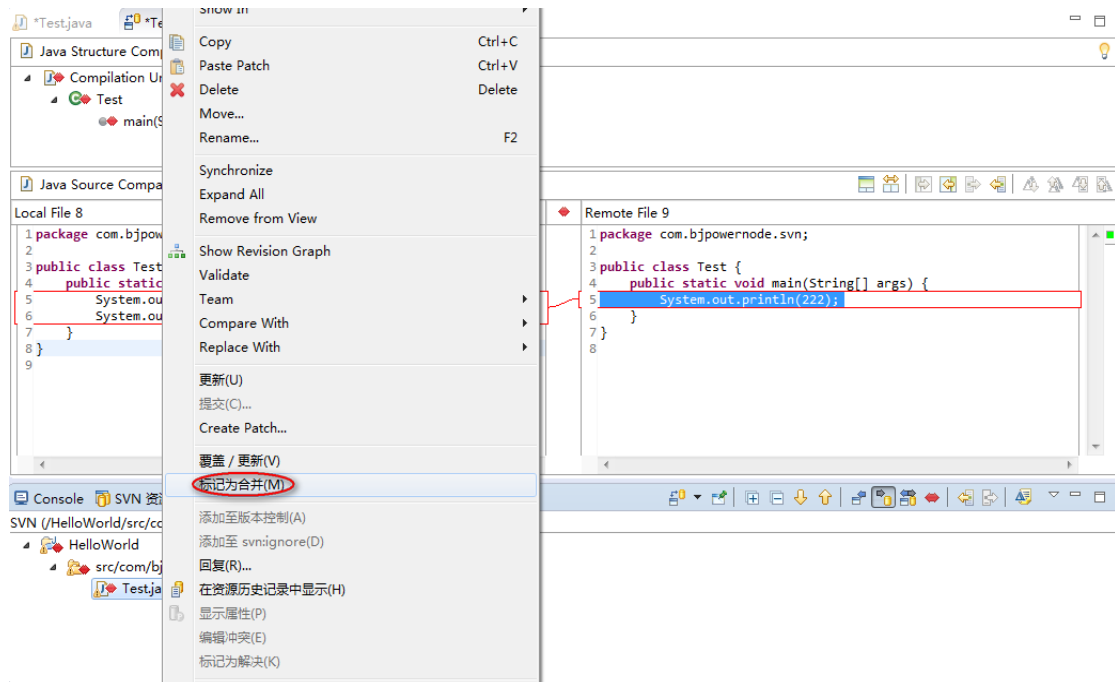 *Test.java
*Te
Show In
Java Structure Com
Copy Ctrl+C
Paste Patch Ctrl+V
Compilation Un
Delete Delete
Test
Move...
main(S
Rename... F2
Synchronize
Java Source Compa
Expand All
Remove from View
Local File 8
Remote File 9
1 package com.bjpow
2
3 public class Test
4 public static
5 System.ou
6 System.ou
7 }
8 }
9
Show Revision Graph
Validate
Team
Compare With
Replace With
更新(U)
提交(C)...
Create Patch...
覆盖 / 更新(V)
标记为合并(M)
添加至版本控制(A)
添加至 svn:ignore(D)
回复(R)...
在资源历史记录中显示(H)
显示属性(P)
编辑冲突(E)
标记为解决(K)
1 package com.bjpowernode.svn;
2
3 public class Test {
4 public static void main(String[] args) {
5 System.out.println(222);
6 }
7 }
8
Console SVN 资
SVN (/HelloWorld/src/co
HelloWorld
src/com/bj
Test.ja